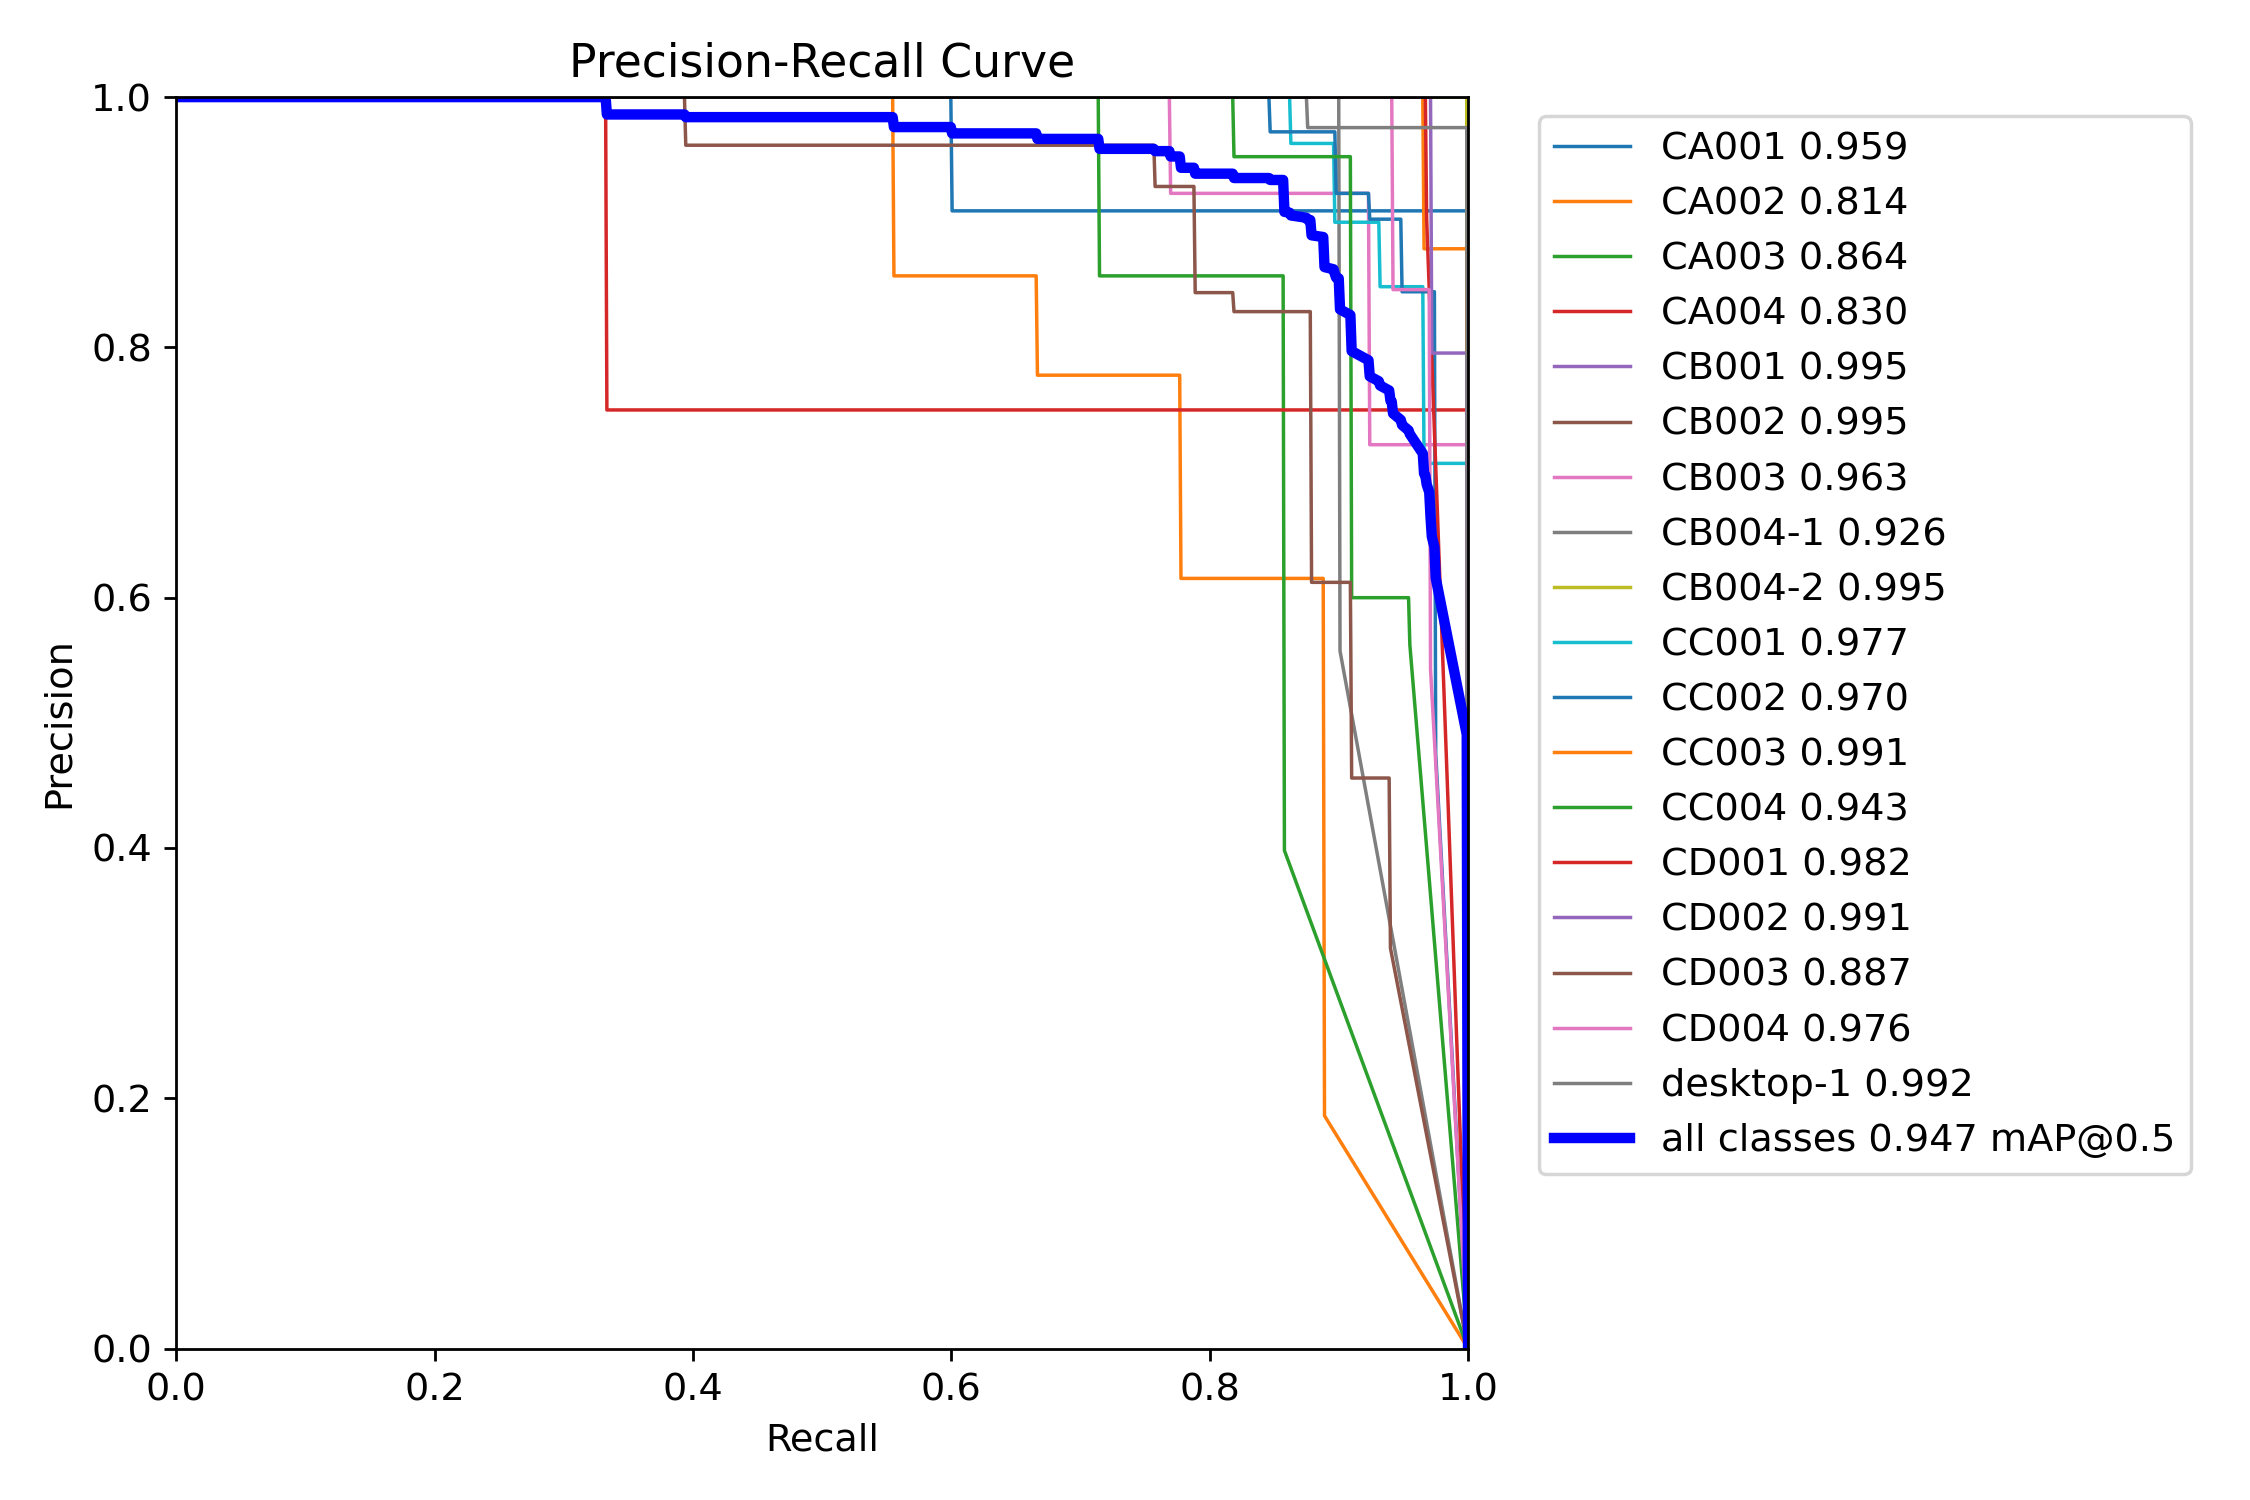 Precision-Recall Curve
1.0
0.8
0.6
0.4
0.2
0.0
Precision
0.0 0.2 0.4 0.6 0.8 1.0
Recall
CA001 0.959
CA002 0.814
CA003 0.864
CA004 0.830
CB001 0.995
CB002 0.995
CB003 0.963
CB004-1 0.926
CB004-2 0.995
CC001 0.977
CC002 0.970
CC003 0.991
CC004 0.943
CD001 0.982
CD002 0.991
CD003 0.887
CD004 0.976
desktop-1 0.992
all classes 0.947 mAP@0.5